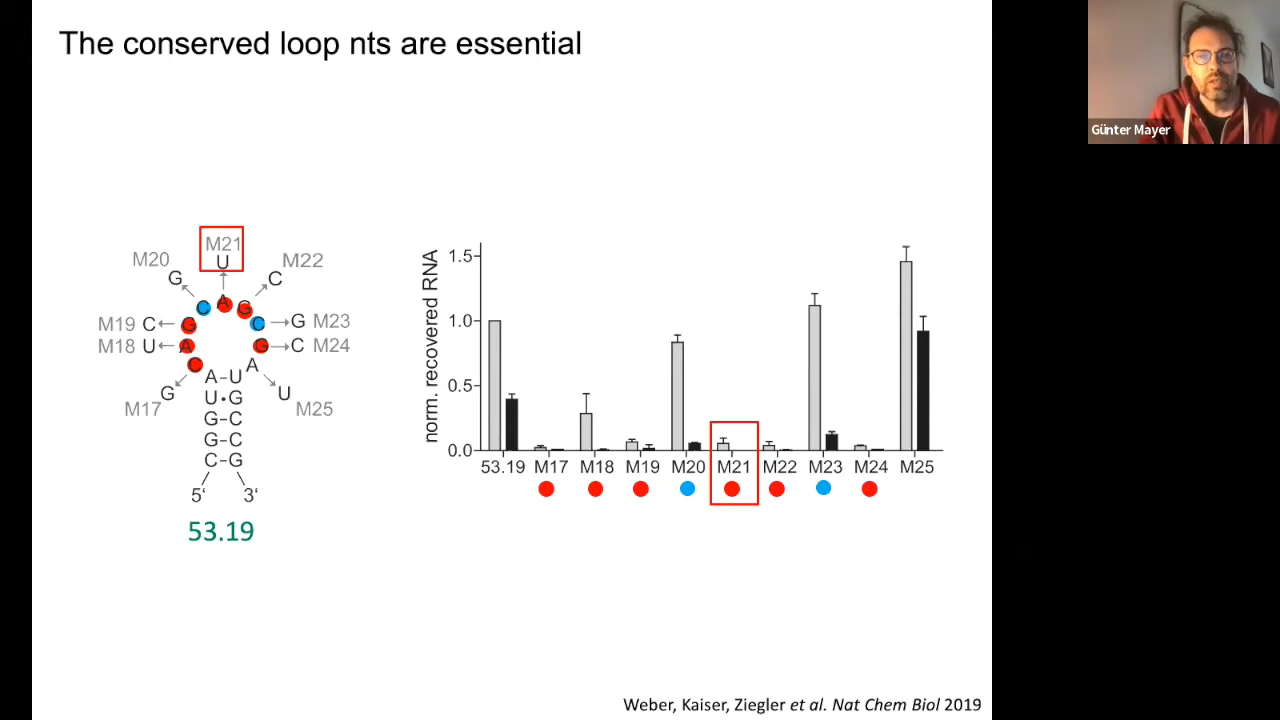 The conserved loop nts are essential
Günter Mayer
M21
U
M20
G
M22
C
C A G
M19 C G C G M23
M18 U A G C M24
C A
M17 G A–U U M25
U·G
G–C
G–C
C–G
5‘ 3‘
53.19
norm. recovered RNA
1.5
1.0
0.5
0.0
53.19 M17 M18 M19 M20 M21 M22 M23 M24 M25
Weber, Kaiser, Ziegler et al. Nat Chem Biol 2019